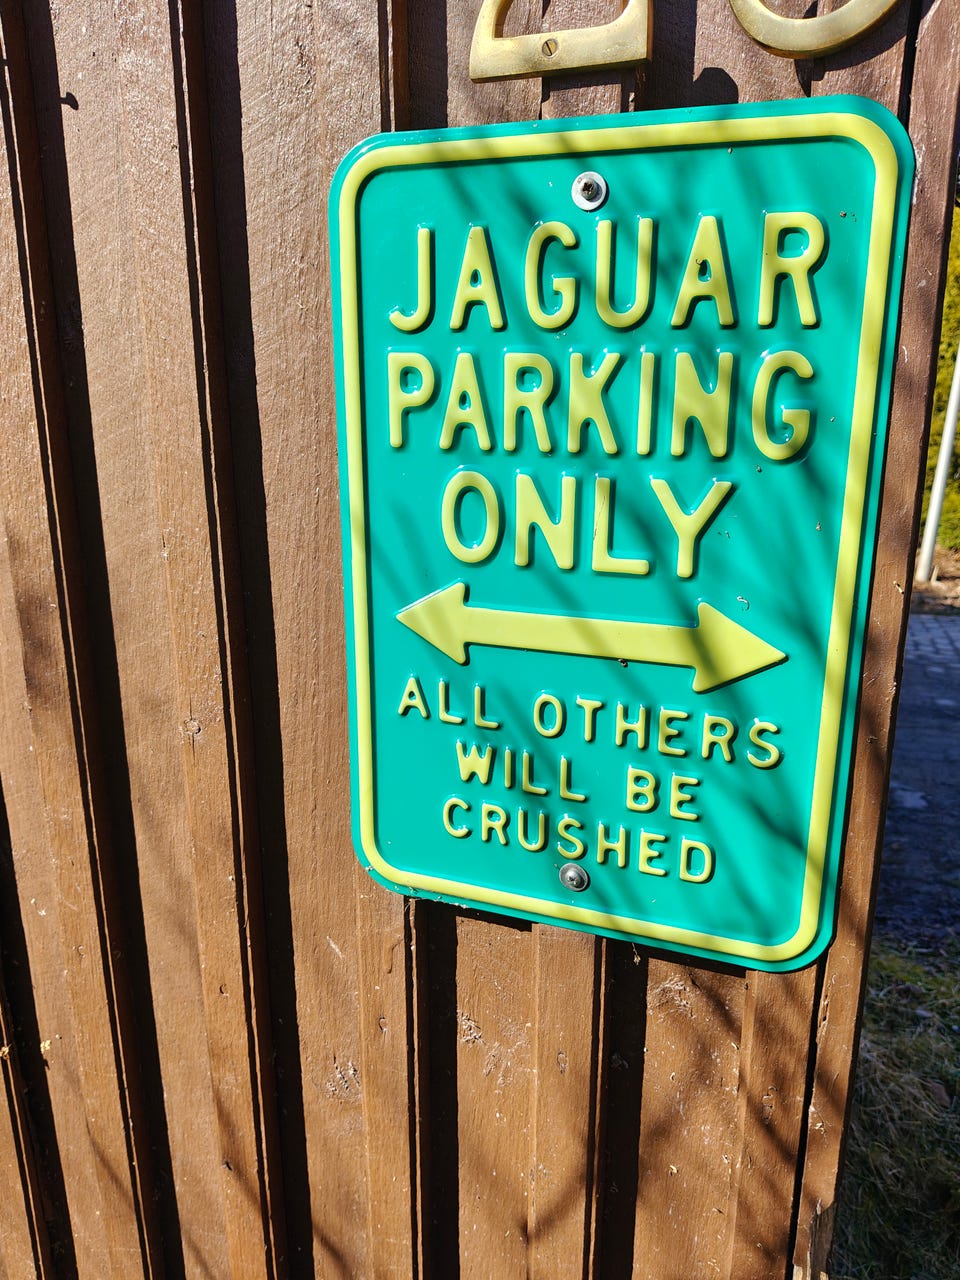 JAGUAR
PARKING
ONLY
ALL OTHERS
WILL BE
CRUSHED